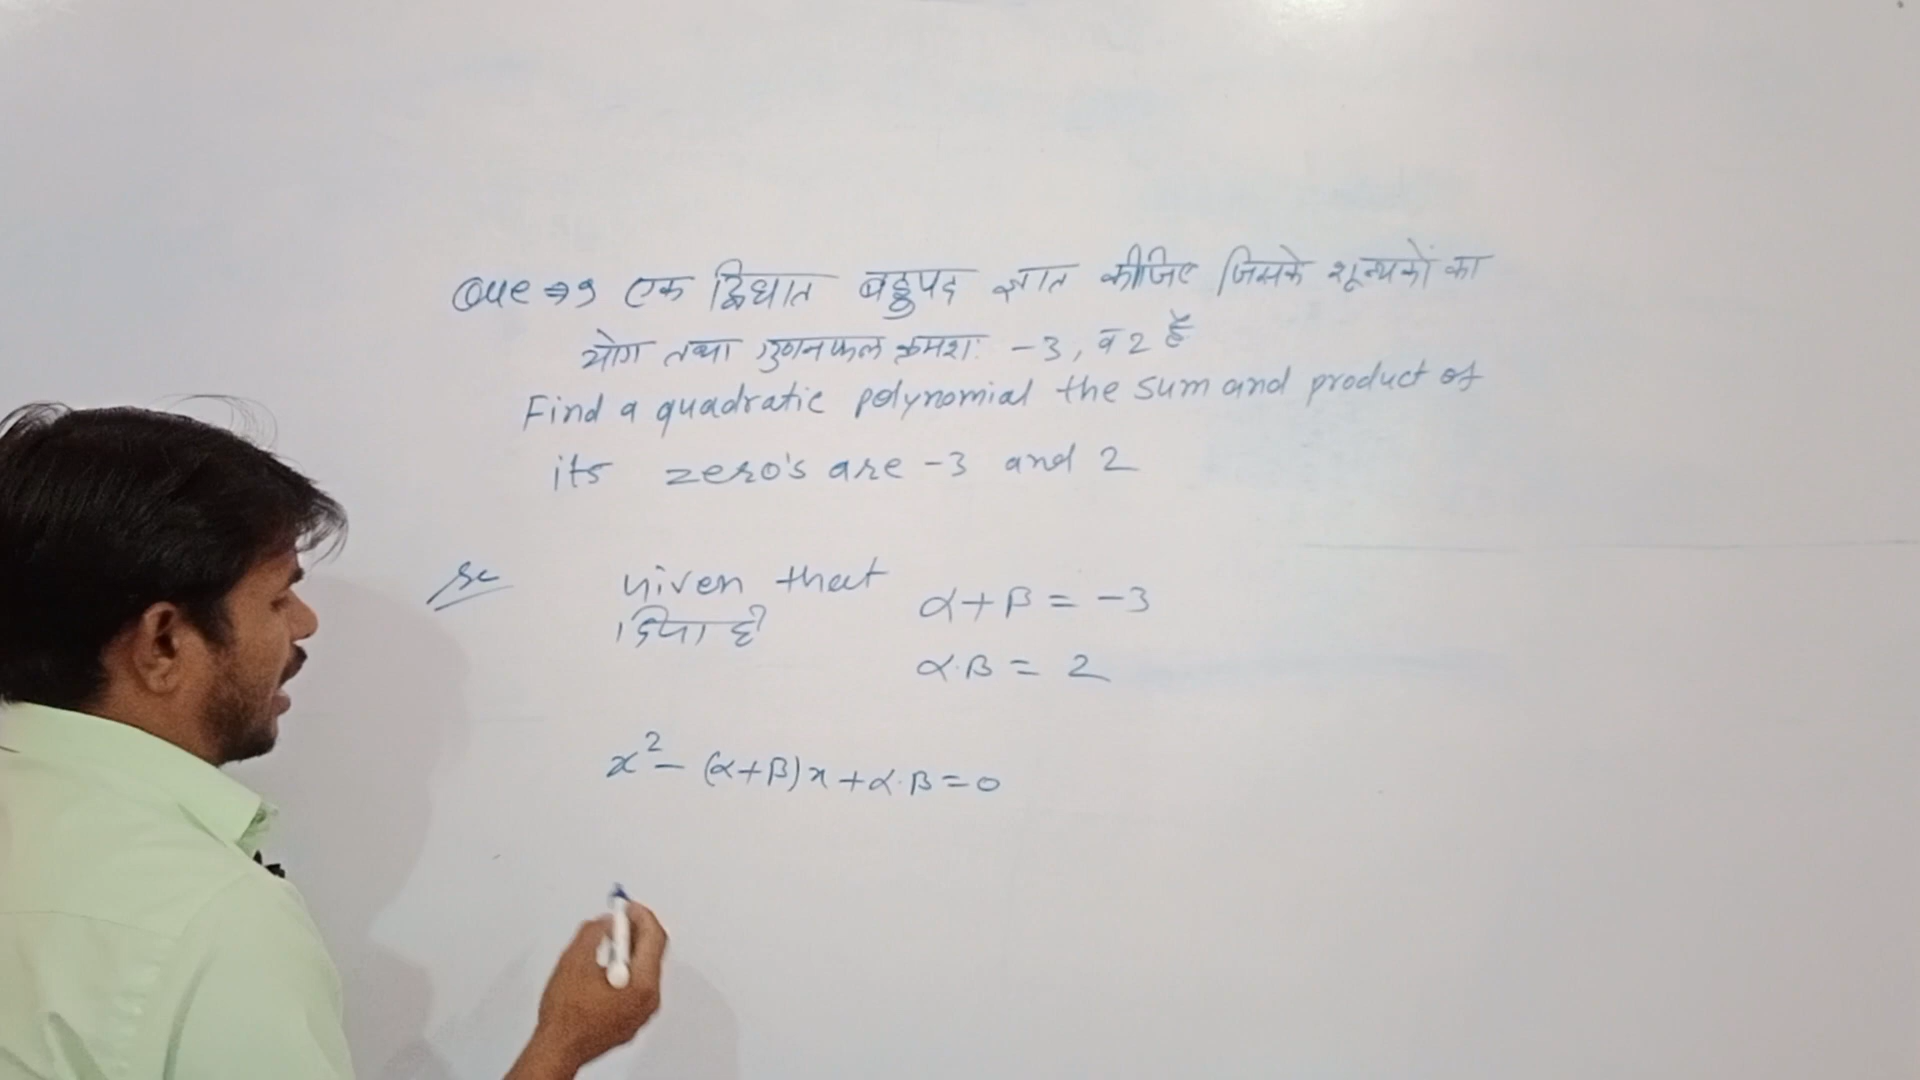 Que⇒9 एक द्विघात बहुपद ज्ञात कीजिए जिसके शून्यकों का
योग तथा गुणनफल क्रमशः -3, व 2 है
Find a quadratic polynomial the sum and product of
its zero's are -3 and 2
Given that α+β = -3
दिया है
α.β = 2
x² - (α+β)x + α.β = 0